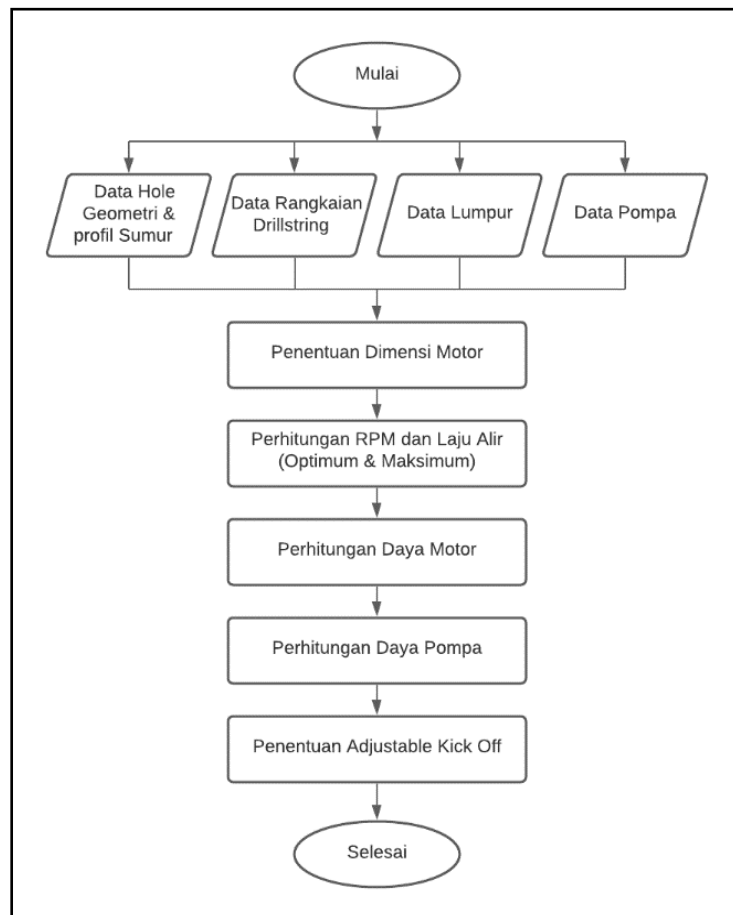 Mulai
Data Hole
Geometri &
profil Sumur
Data Rangkaian
Drillstring
Data Lumpur
Data Pompa
Penentuan Dimensi Motor
Perhitungan RPM dan Laju Alir
(Optimum & Maksimum)
Perhitungan Daya Motor
Perhitungan Daya Pompa
Penentuan Adjustable Kick Off
Selesai